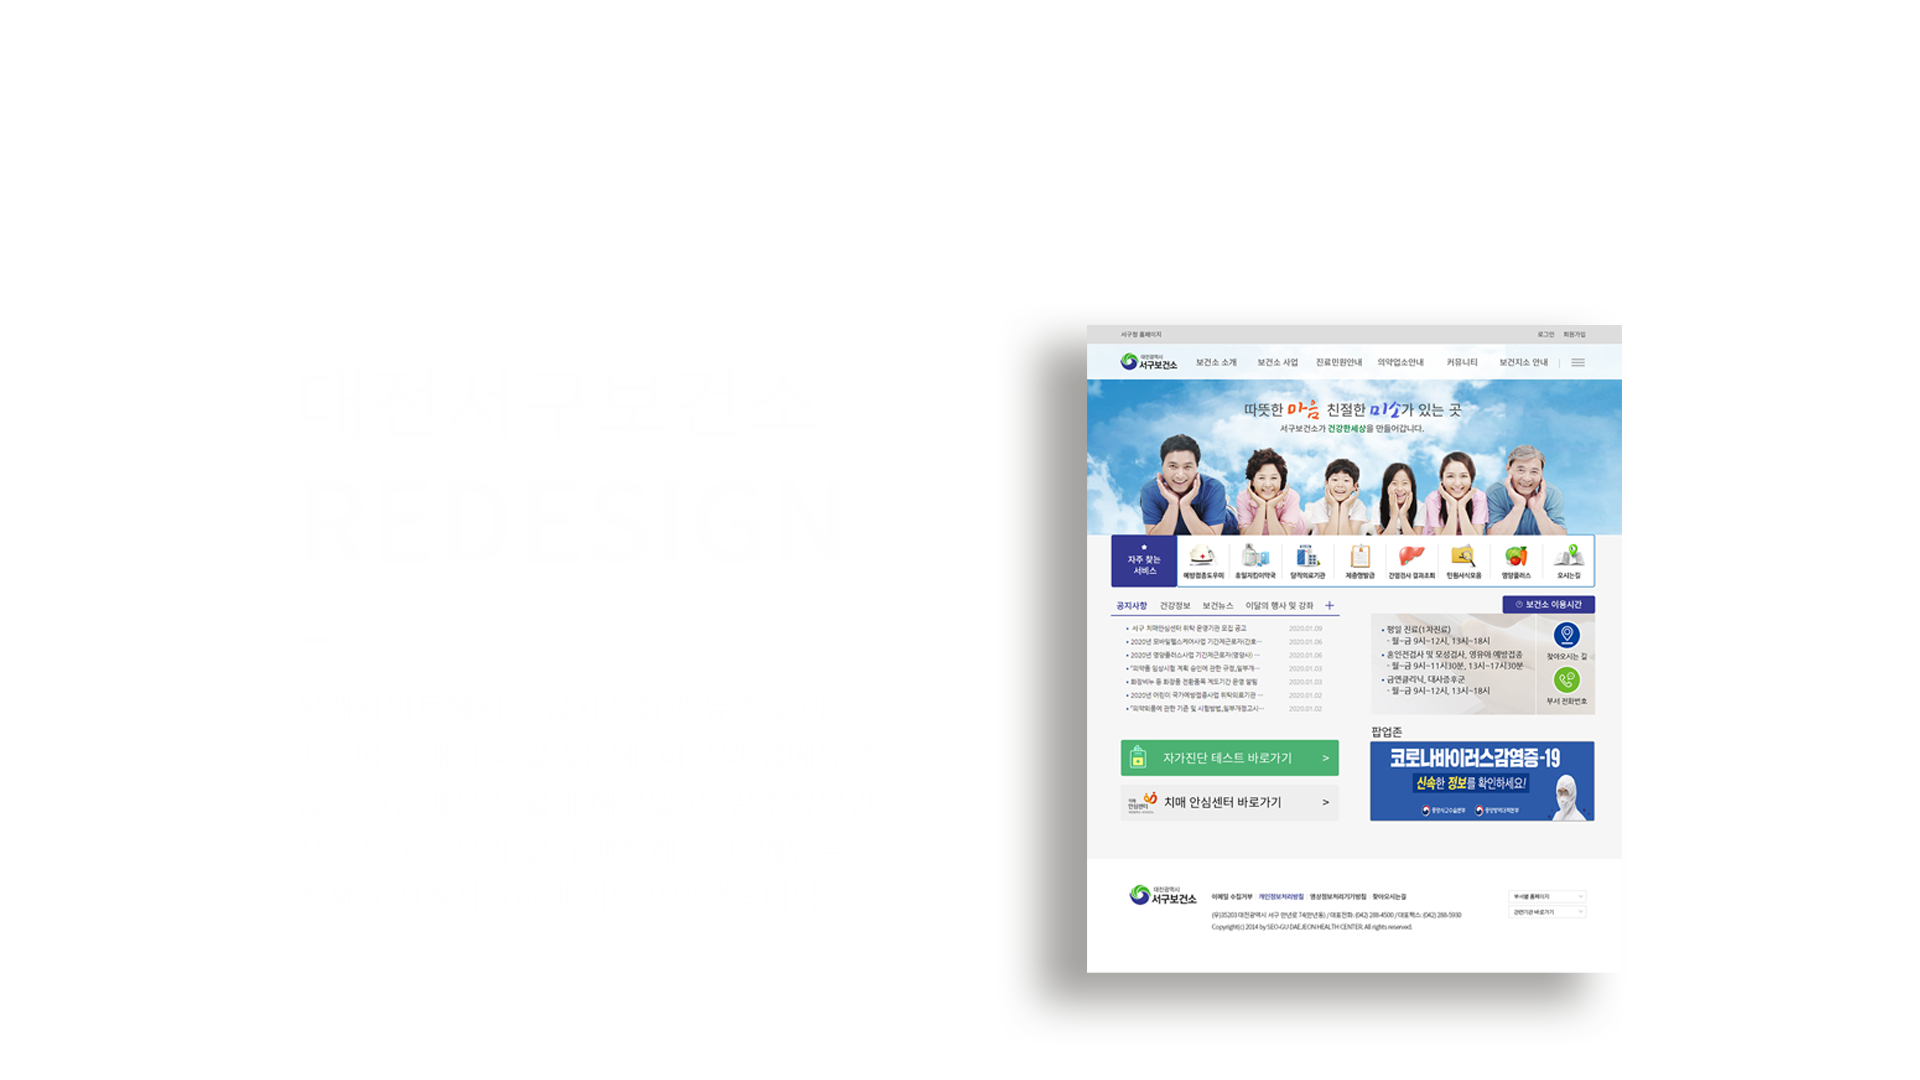 서구청 홈페이지
로그인 회원가입
대전광역시
서구보건소
보건소 소개 보건소 사업 진료민원안내 의약업소안내 커뮤니티 보건지소 안내
따뜻한 마음 친절한 미소가 있는 곳
서구보건소가 건강한세상을 만들어갑니다.
자주 찾는
서비스
예방접종도우미 휴일지킴이약국 당직의료기관 제증명발급 간염검사 결과조회 민원서식모음 영양플러스 오시는길
공지사항 건강정보 보건뉴스 이달의 행사 및 강좌 +
• 서구 치매안심센터 위탁 운영기관 모집 공고 2020.01.09
• 2020년 모바일헬스케어사업 기간제근로자(간호··· 2020.01.06
• 2020년 영양플러스사업 기간제근로자(영양사) ··· 2020.01.06
• 「의약품 임상시험 계획 승인에 관한 규정」일부개··· 2020.01.03
• 화장비누 등 화장품 전환품목 계도기간 운영 알림 2020.01.03
• 2020년 어린이 국가예방접종사업 위탁의료기관 ··· 2020.01.02
• 「의약외품에 관한 기준 및 시험방법」일부개정고시··· 2020.01.02
보건소 이용시간
• 평일 진료(1차진료)
- 월~금 9시~12시, 13시~18시
• 혼인전검사 및 모성검사, 영유아 예방접종
- 월~금 9시~11시30분, 13시~17시30분
• 금연클리닉, 대사증후군
- 월~금 9시~12시, 13시~18시
찾아오시는 길
부서 전화번호
자가진단 테스트 바로가기 >
치매
안심센터
치매 안심센터 바로가기 >
팝업존
코로나바이러스감염증-19
신속한 정보를 확인하세요!
중앙사고수습본부 중앙방역대책본부
대전광역시
서구보건소
이메일 수집거부 개인정보처리방침 영상정보처리기기방침 찾아오시는길
(우)35203 대전광역시 서구 만년로 74(만년동) / 대표전화: (042) 288-4500 / 대표팩스: (042) 288-5930
Copyright(c) 2014 by SEO-GU DAEJEON HEALTH CENTER. All rights reserved.
부서별 홈페이지
관련기관 바로가기